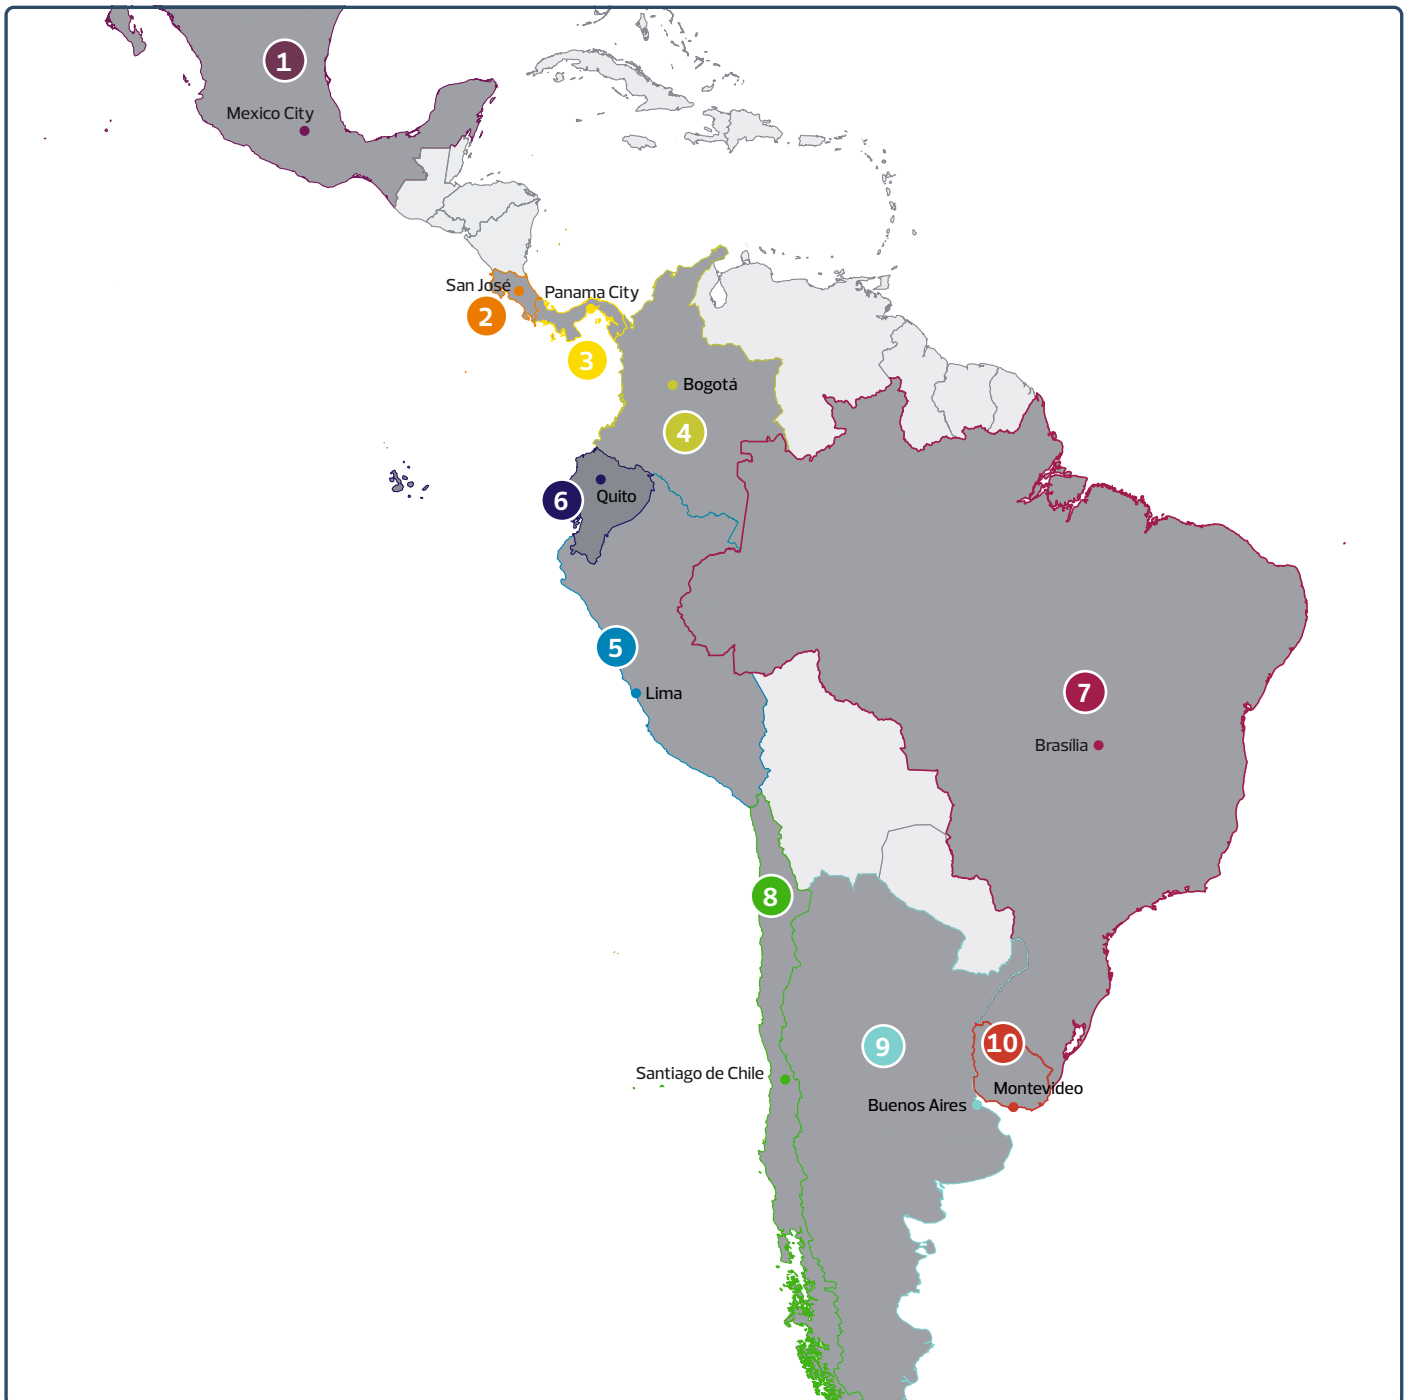 1
Mexico City
San José
Panama City
2
3
Bogotá
4
6
Quito
5
Lima
7
Brasília
8
9
10
Santiago de Chile
Montevideo
Buenos Aires